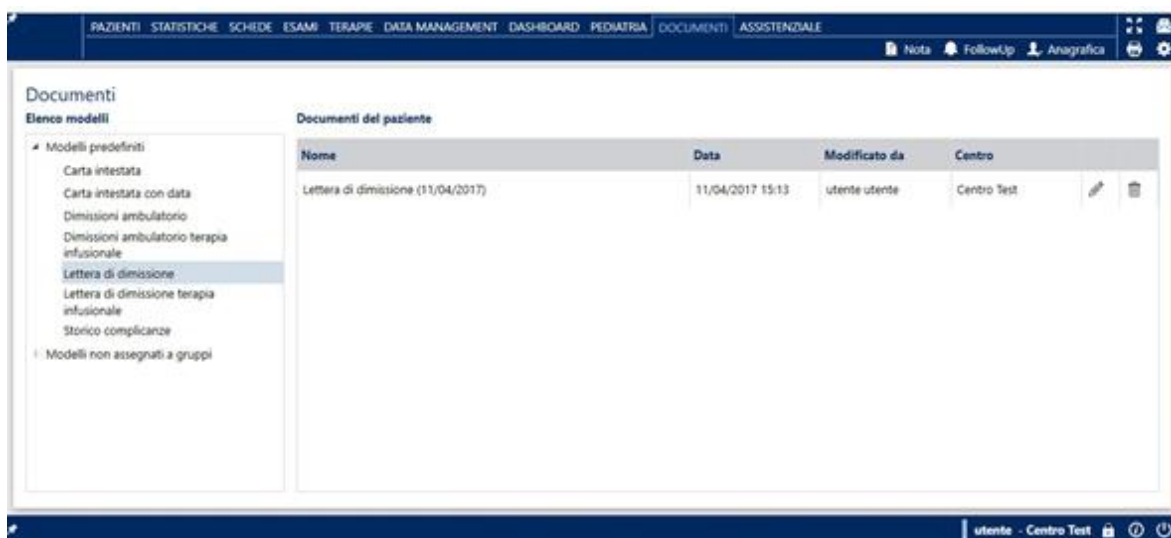 PAZIENTI STATISTICHE SCHEDE ESAMI TERAPIE DATA MANAGEMENT DASHBOARD PEDIATRIA DOCUMENTI ASSISTENZIALE
Nota FollowUp Anagrafica
Documenti
Elenco modelli
Modelli predefiniti
Carta intestata
Carta intestata con data
Dimissioni ambulatorio
Dimissioni ambulatorio terapia
infusionale
Lettera di dimissione
Lettera di dimissione terapia
infusionale
Storico complicanze
Modelli non assegnati a gruppi
Documenti del paziente
Nome Data Modificato da Centro
Lettera di dimissione (11/04/2017) 11/04/2017 15:13 utente utente Centro Test
utente - Centro Test